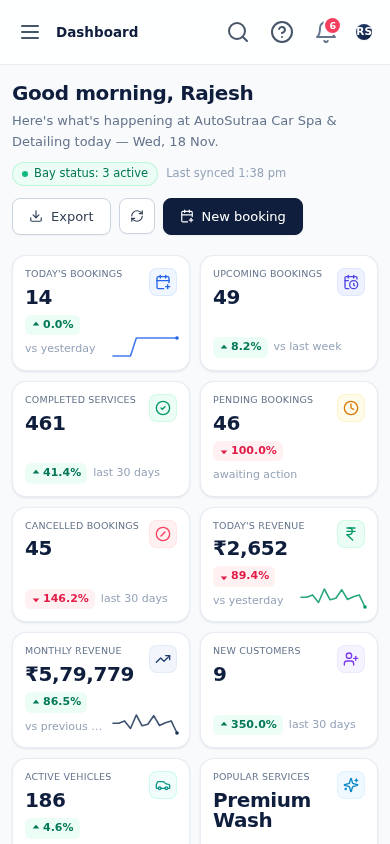 Dashboard
6
RS
Good morning, Rajesh
Here's what's happening at AutoSutraa Car Spa &
Detailing today — Wed, 18 Nov.
Bay status: 3 active
Last synced 1:38 pm
Export
New booking
TODAY'S BOOKINGS
14
0.0%
vs yesterday
UPCOMING BOOKINGS
49
8.2% vs last week
COMPLETED SERVICES
461
41.4% last 30 days
PENDING BOOKINGS
46
100.0%
awaiting action
CANCELLED BOOKINGS
45
146.2% last 30 days
TODAY'S REVENUE
₹2,652
89.4%
vs yesterday
MONTHLY REVENUE
₹5,79,779
86.5%
vs previous ...
NEW CUSTOMERS
9
350.0% last 30 days
ACTIVE VEHICLES
186
4.6%
POPULAR SERVICES
Premium
Wash